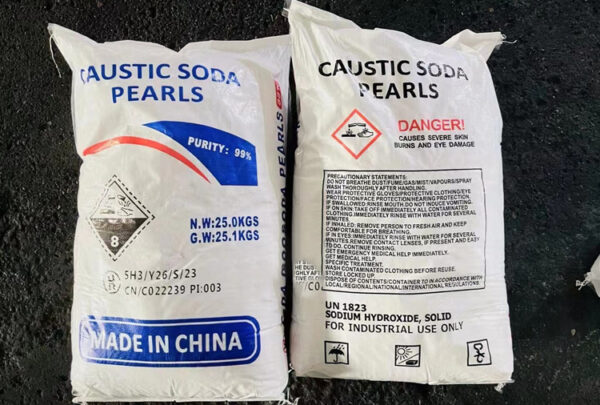 CAUSTIC SODA
PEARLS
PURITY: 99%
8
N.W:25.0KGS
G.W:25.1KGS
5H3/Y26/S/23
CN/C022239 PI:003
MADE IN CHINA
CAUSTIC SODA
PEARLS
DANGER!
CAUSES SEVERE SKIN
BURNS AND EYE DAMAGE
PRECAUTIONARY STATEMENTS:
DO NOT BREATHE DUST/FUME/GAS/MIST/VAPOURS/SPRAY
WASH THOROUGHLY AFTER HANDLING.
WEAR PROTECTIVE GLOVES/PROTECTIVE CLOTHING/EYE
PROTECTION/FACE PROTECTION/HEARING PROTECTION.
IF SWALLOWED: RINSE MOUTH. DO NOT INDUCE VOMITING.
IF ON SKIN: TAKE OFF IMMEDIATELY ALL CONTAMINATED
CLOTHING. IMMEDIATELY RINSE WITH WATER FOR SEVERAL
MINUTES.
IF INHALED: REMOVE PERSON TO FRESH AIR AND KEEP
COMFORTABLE FOR BREATHING.
IF IN EYES: IMMEDIATELY RINSE WITH WATER FOR SEVERAL
MINUTES. REMOVE CONTACT LENSES, IF PRESENT AND EASY
TO DO. CONTINUE RINSING.
GET EMERGENCY MEDICAL HELP IMMEDIATELY.
GET MEDICAL HELP.
SPECIFIC TREATMENT.
WASH CONTAMINATED CLOTHING BEFORE REUSE.
STORE LOCKED UP.
DISPOSE OF CONTENTS/CONTAINER TO IN ACCORDANCE WITH
LOCAL/REGIONAL/NATIONAL/INTERNATIONAL REGULATIONS.
UN 1823
SODIUM HYDROXIDE, SOLID
FOR INDUSTRIAL USE ONLY